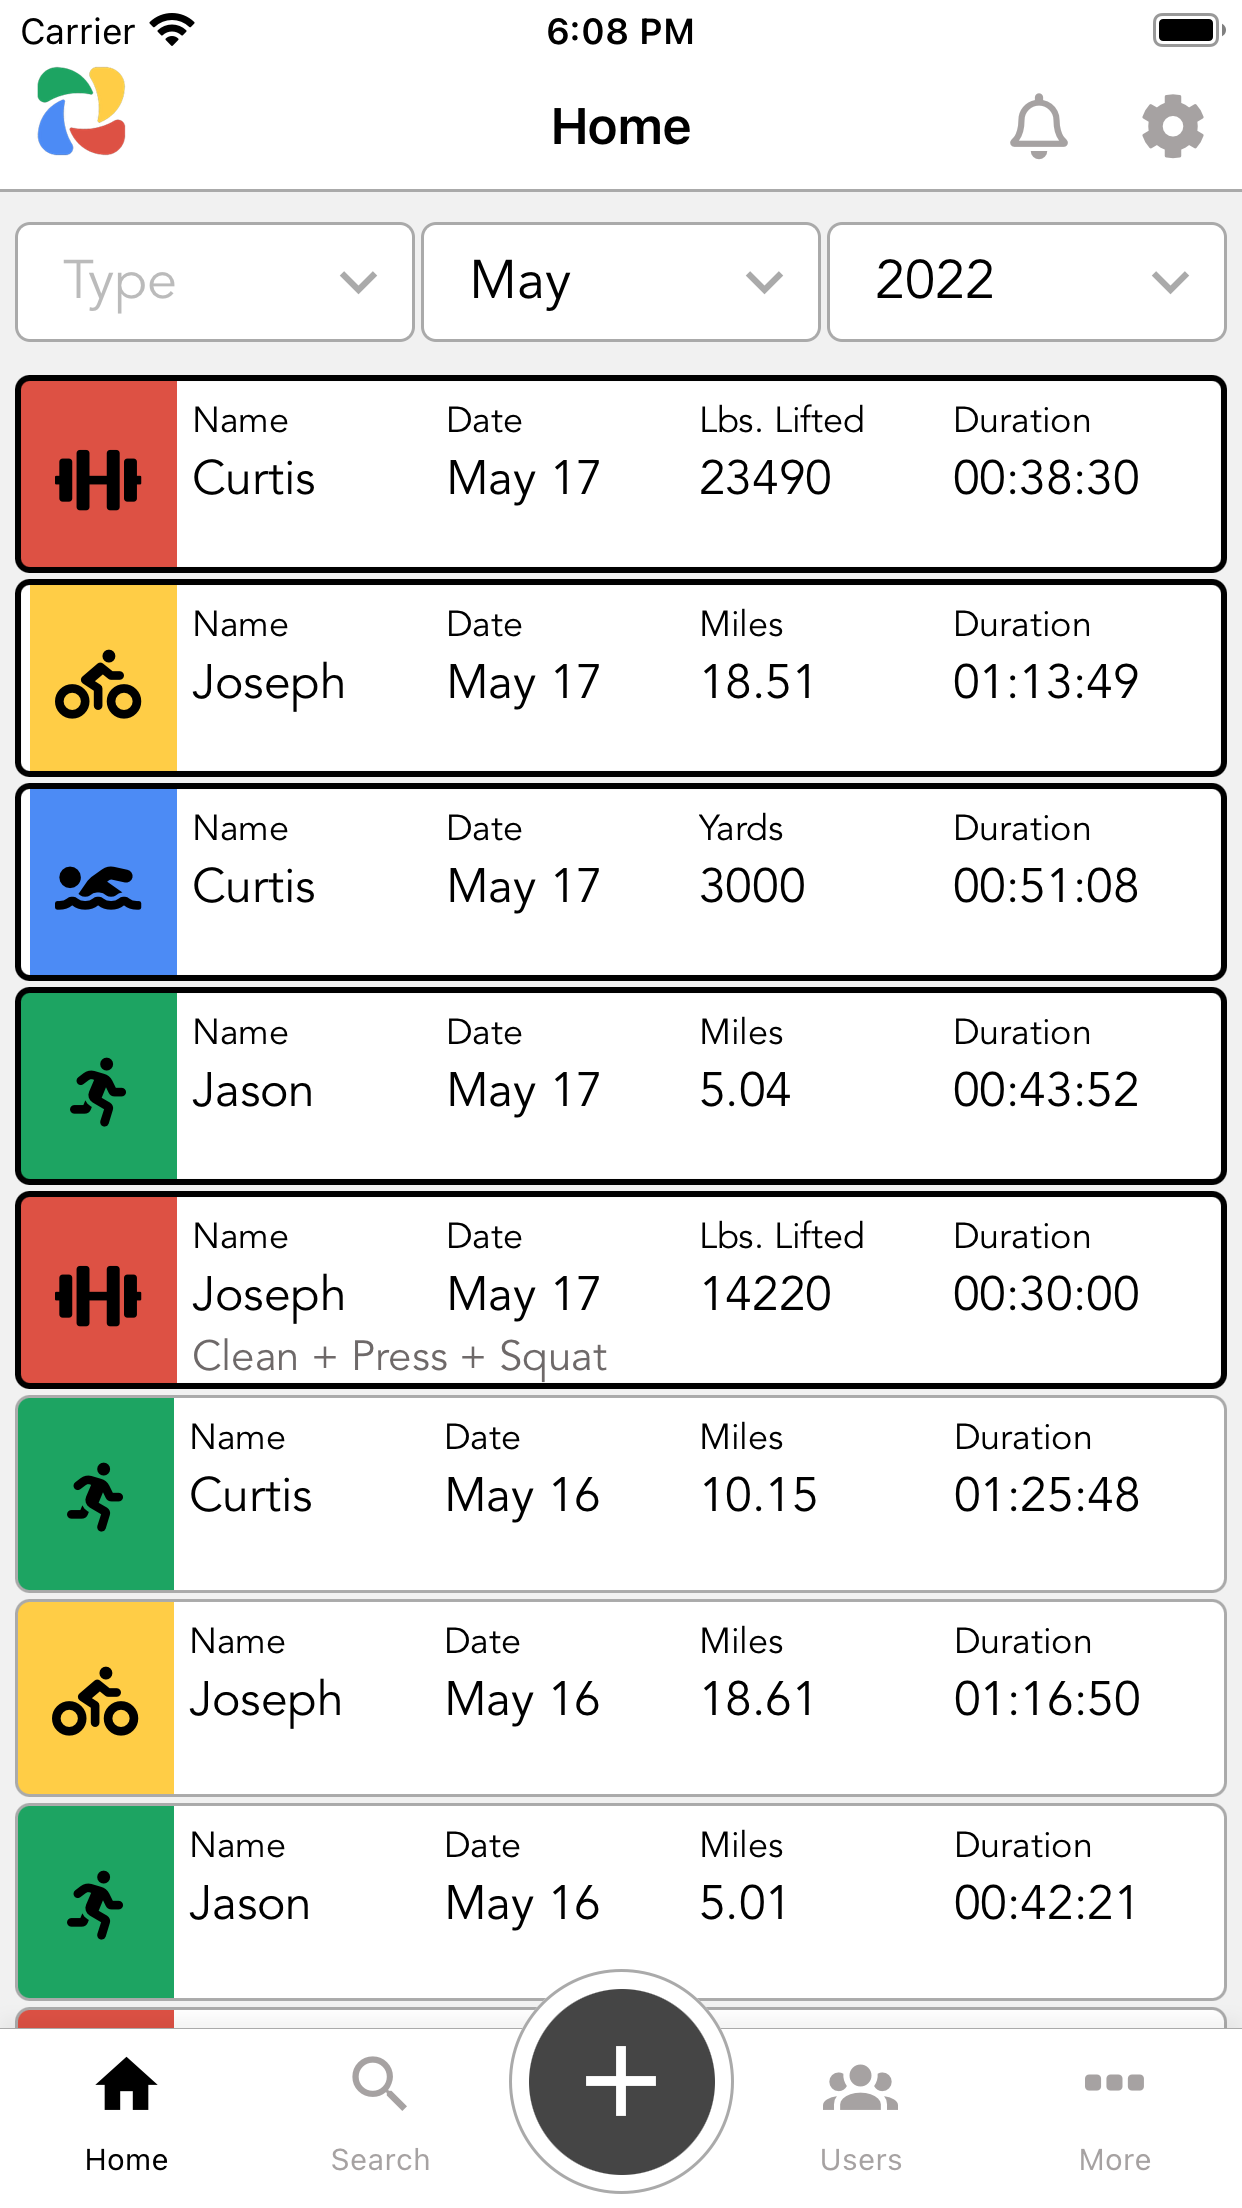 Carrier 6:08 PM
Home
Type May 2022
Name Date Lbs. Lifted Duration
Curtis May 17 23490 00:38:30
Name Date Miles Duration
Joseph May 17 18.51 01:13:49
Name Date Yards Duration
Curtis May 17 3000 00:51:08
Name Date Miles Duration
Jason May 17 5.04 00:43:52
Name Date Lbs. Lifted Duration
Joseph May 17 14220 00:30:00
Clean + Press + Squat
Name Date Miles Duration
Curtis May 16 10.15 01:25:48
Name Date Miles Duration
Joseph May 16 18.61 01:16:50
Name Date Miles Duration
Jason May 16 5.01 00:42:21
Home Search Users More